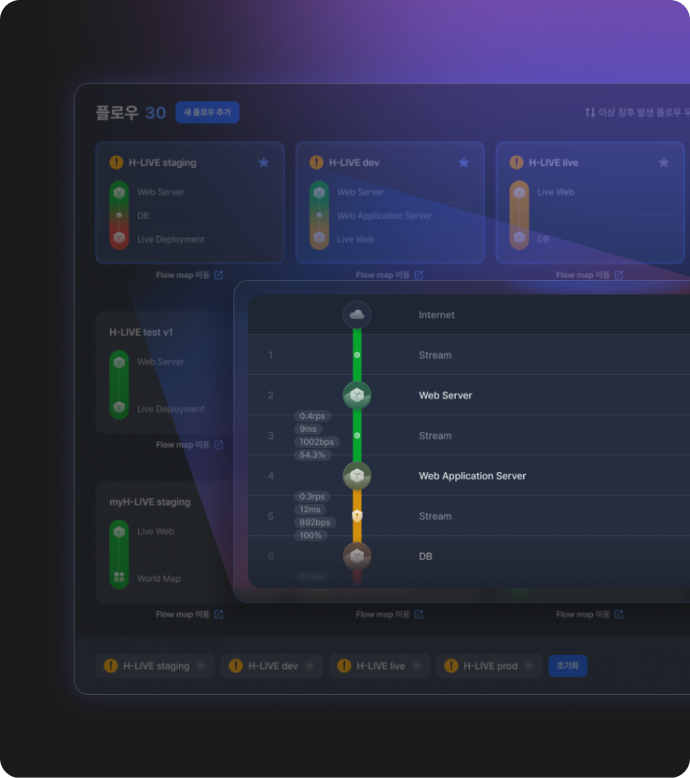 플로우 30 세 플로우 추가
↑↓ 이상 징후 발생 플로우 우
H-LIVE staging
Web Server
DB
Live Deployment
Flow map 이동
H-LIVE dev
Web Server
Web Application Server
Live Web
Flow map 이동
H-LIVE live
Live Web
DB
Flow map 이동
H-LIVE test v1
Web Server
Live Deployment
Flow map 이동
myH-LIVE staging
Live Web
World Map
Flow map 이동
Flow map 이동
Flow map 이동
Internet
1 Stream
2 Web Server
0.4rps
9ms
3 Stream
1002bps
54.3%
4 Web Application Server
0.3rps
12ms
5 Stream
892bps
100%
6 DB
H-LIVE staging
H-LIVE dev
H-LIVE live
H-LIVE prod
초기화